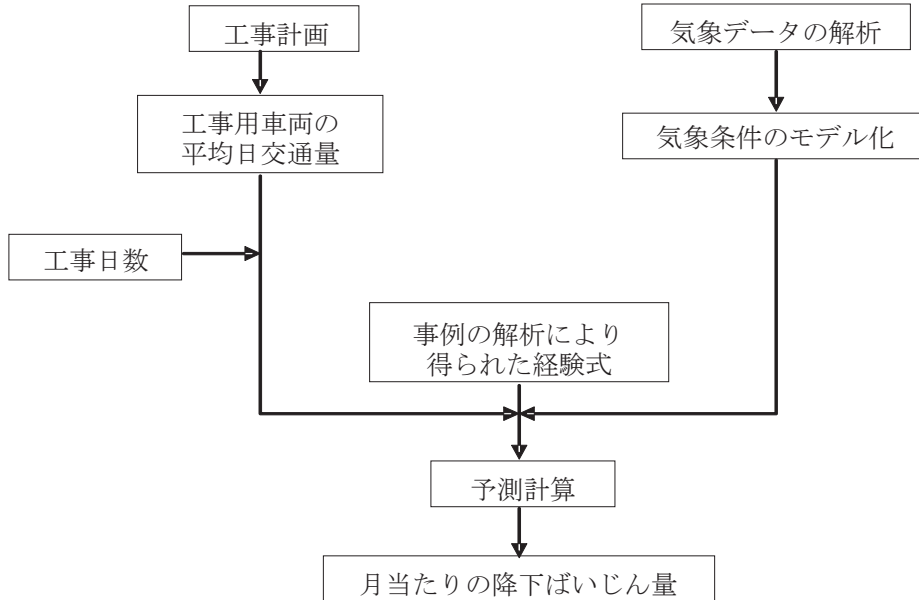 工事計画
気象データの解析
工事用車両の
平均日交通量
気象条件のモデル化
工事日数
事例の解析により
得られた経験式
予測計算
月当たりの降下ばいじん量